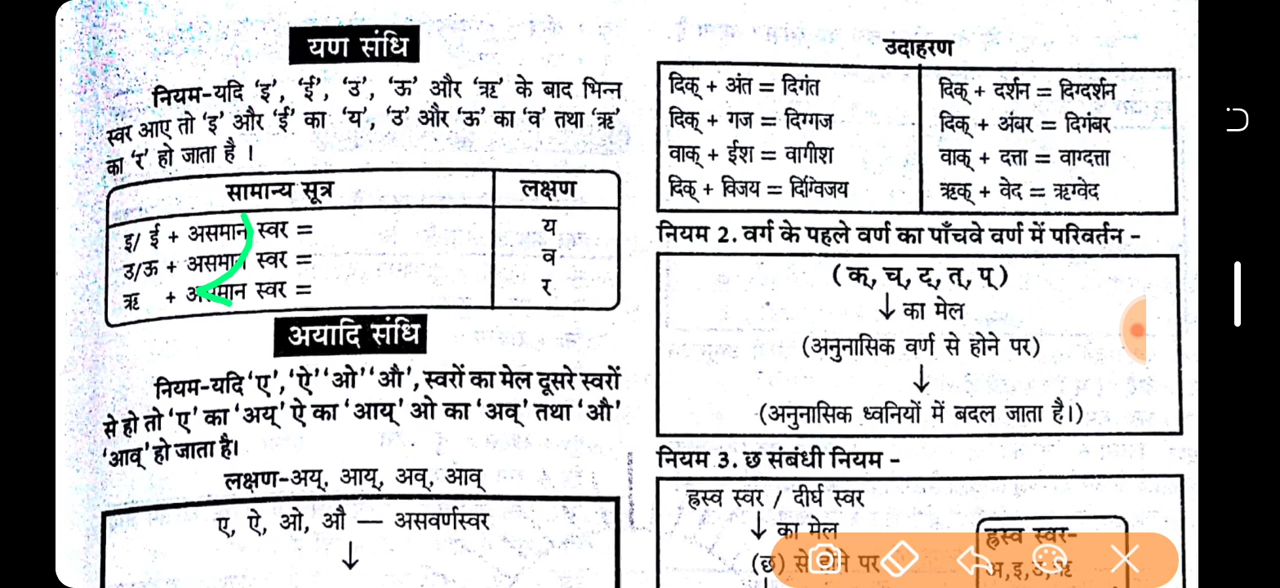 यण संधि
नियम-यदि ‘इ’, ‘ई’, ‘उ’, ‘ऊ’ और ‘ऋ’ के बाद भिन्न
स्वर आए तो ‘इ’ और ‘ई’ का ‘य’, ‘उ’ और ‘ऊ’ का ‘व’ तथा ‘ऋ’
का ‘र’ हो जाता है ।
सामान्य सूत्र लक्षण
इ/ ई + असमान स्वर = य
उ/ऊ + असमान स्वर = व
ऋ + असमान स्वर = र
अयादि संधि
नियम-यदि ‘ए’, ‘ऐ’ ‘ओ’ ‘औ’, स्वरों का मेल दूसरे स्वरों
से हो तो ‘ए’ का ‘अय्’ ऐ का ‘आय्’ ओ का ‘अव्’ तथा ‘औ’
‘आव्’ हो जाता है।
लक्षण-अय्, आय्, अव्, आव्
ए, ऐ, ओ, औ — असवर्णस्वर
↓
उदाहरण
दिक् + अंत = दिगंत दिक् + दर्शन = दिग्दर्शन
दिक् + गज = दिग्गज दिक् + अंबर = दिगंबर
वाक् + ईश = वागीश वाक् + दत्ता = वाग्दत्ता
दिक् + विजय = दिग्विजय ऋक् + वेद = ऋग्वेद
नियम 2. वर्ग के पहले वर्ण का पाँचवे वर्ण में परिवर्तन -
(क्, च्, द्, त्, प्)
↓ का मेल
(अनुनासिक वर्ण से होने पर)
↓
(अनुनासिक ध्वनियों में बदल जाता है।)
नियम 3. छ संबंधी नियम -
ह्रस्व स्वर / दीर्घ स्वर
↓ का मेल
(छ) से होने पर
ह्रस्व स्वर-
अ,इ,उ,ऋ